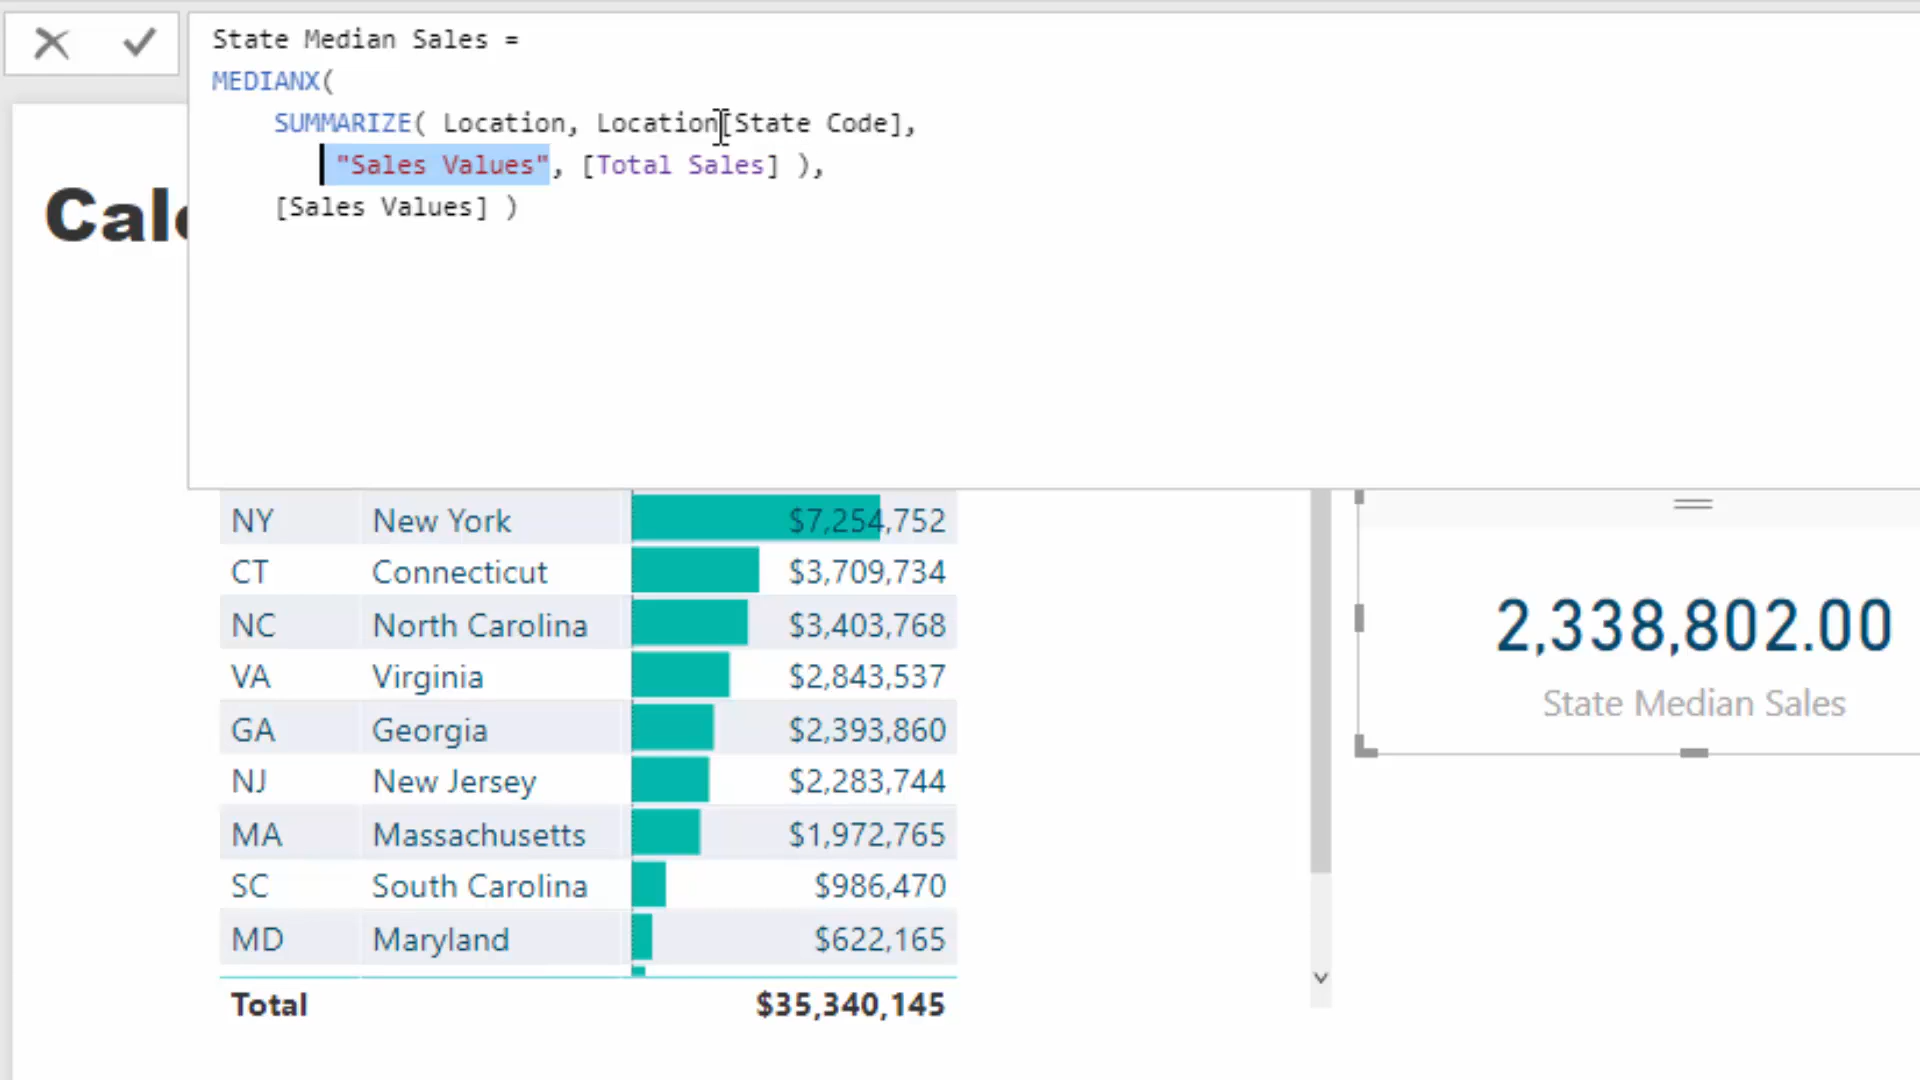 State Median Sales =
MEDIANX(
SUMMARIZE( Location, Location[State Code],
"Sales Values", [Total Sales] ),
[Sales Values] )
NY New York $7,254,752
CT Connecticut $3,709,734
NC North Carolina $3,403,768
VA Virginia $2,843,537
GA Georgia $2,393,860
NJ New Jersey $2,283,744
MA Massachusetts $1,972,765
SC South Carolina $986,470
MD Maryland $622,165
Total $35,340,145
2,338,802.00
State Median Sales